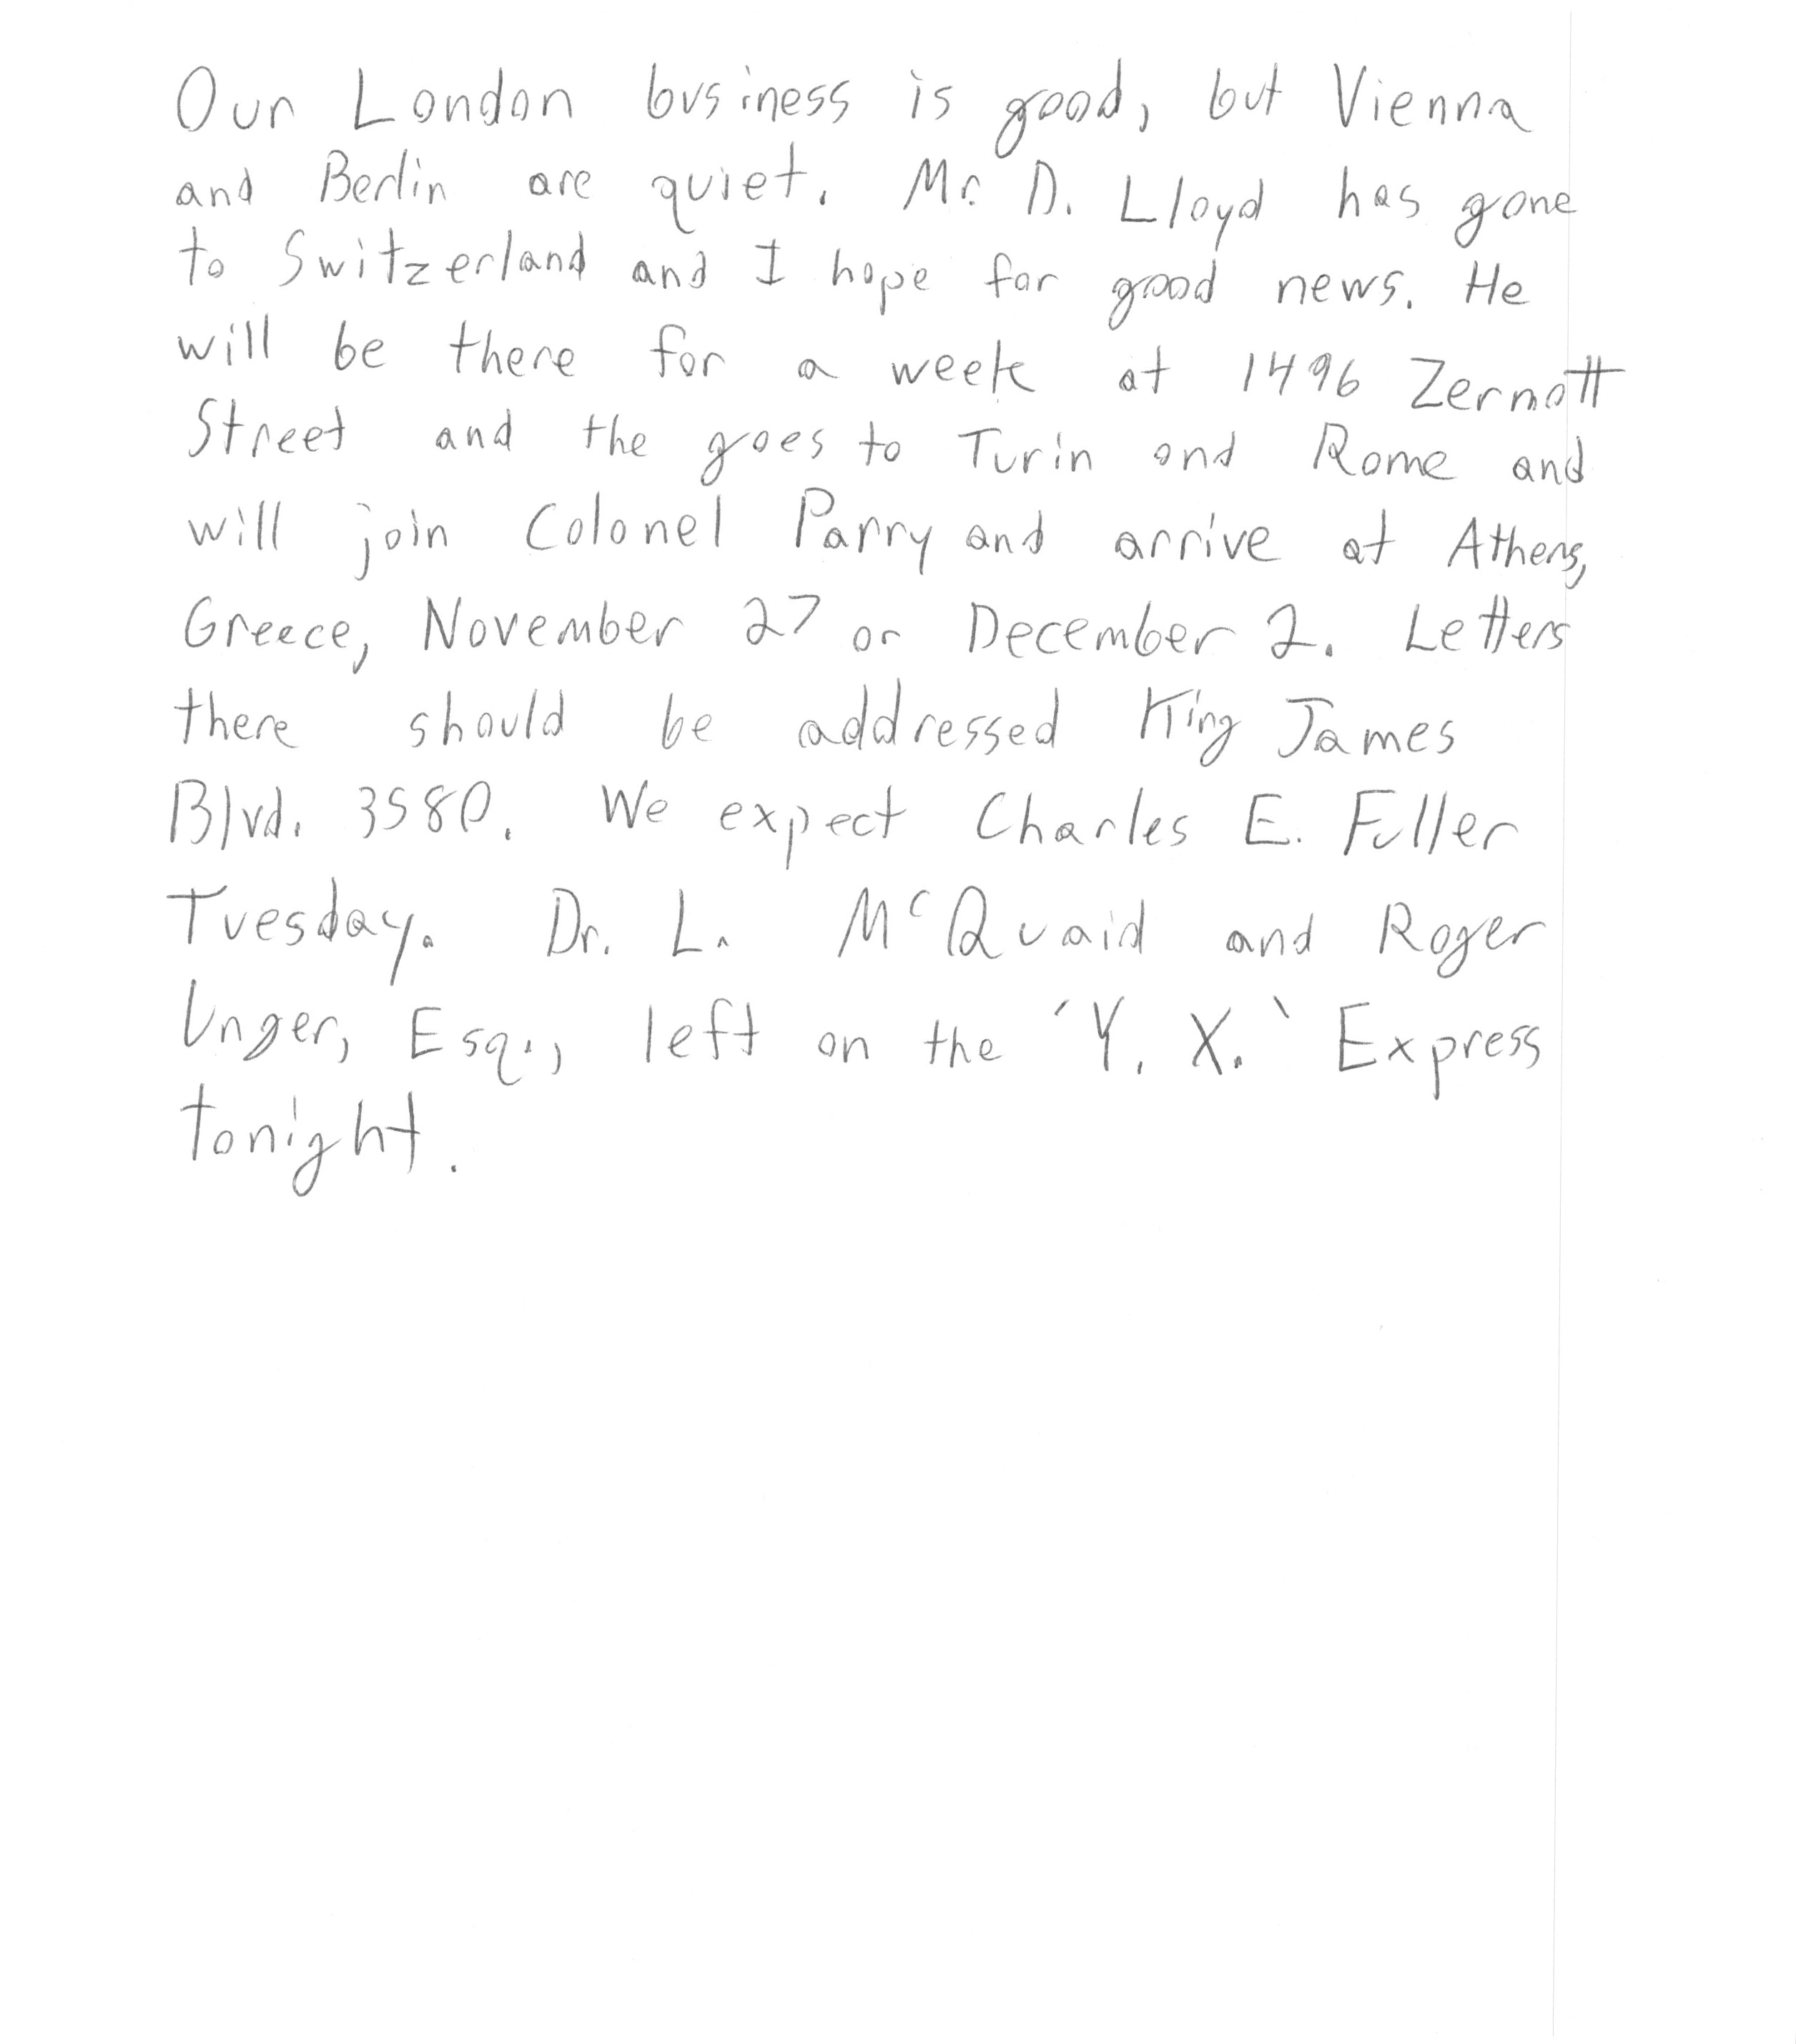 Our London business is good, but Vienna
and Berlin are quiet. Mr. D. Lloyd has gone
to Switzerland and I hope for good news. He
will be there for a week at 1496 Zermott
Street and the goes to Turin and Rome and
will join Colonel Parry and arrive at Athens,
Greece, November 27 or December 2. Letters
there should be addressed King James
Blvd. 3580. We expect Charles E. Fuller
Tuesday. Dr. L. McQuaid and Roger
Unger, Esq., left on the 'Y. X.' Express
tonight.